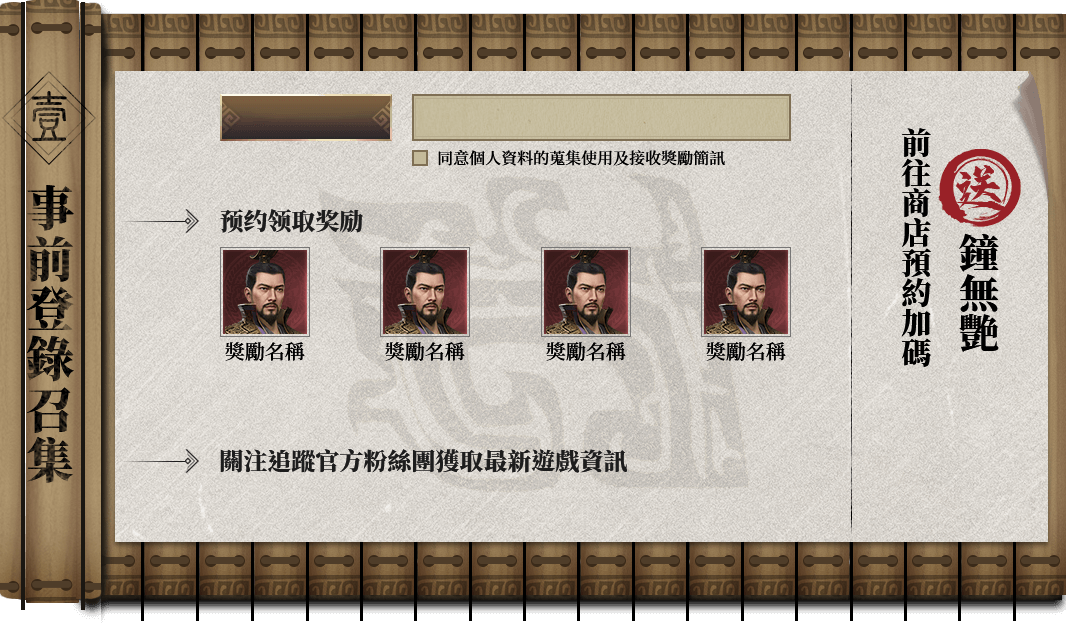 壹
事前登錄召集
同意個人資料的蒐集使用及接收獎勵簡訊
预约领取奖励
獎勵名稱
獎勵名稱
獎勵名稱
獎勵名稱
關注追蹤官方粉絲團獲取最新遊戲資訊
前往商店預約加碼
送
鐘無艷